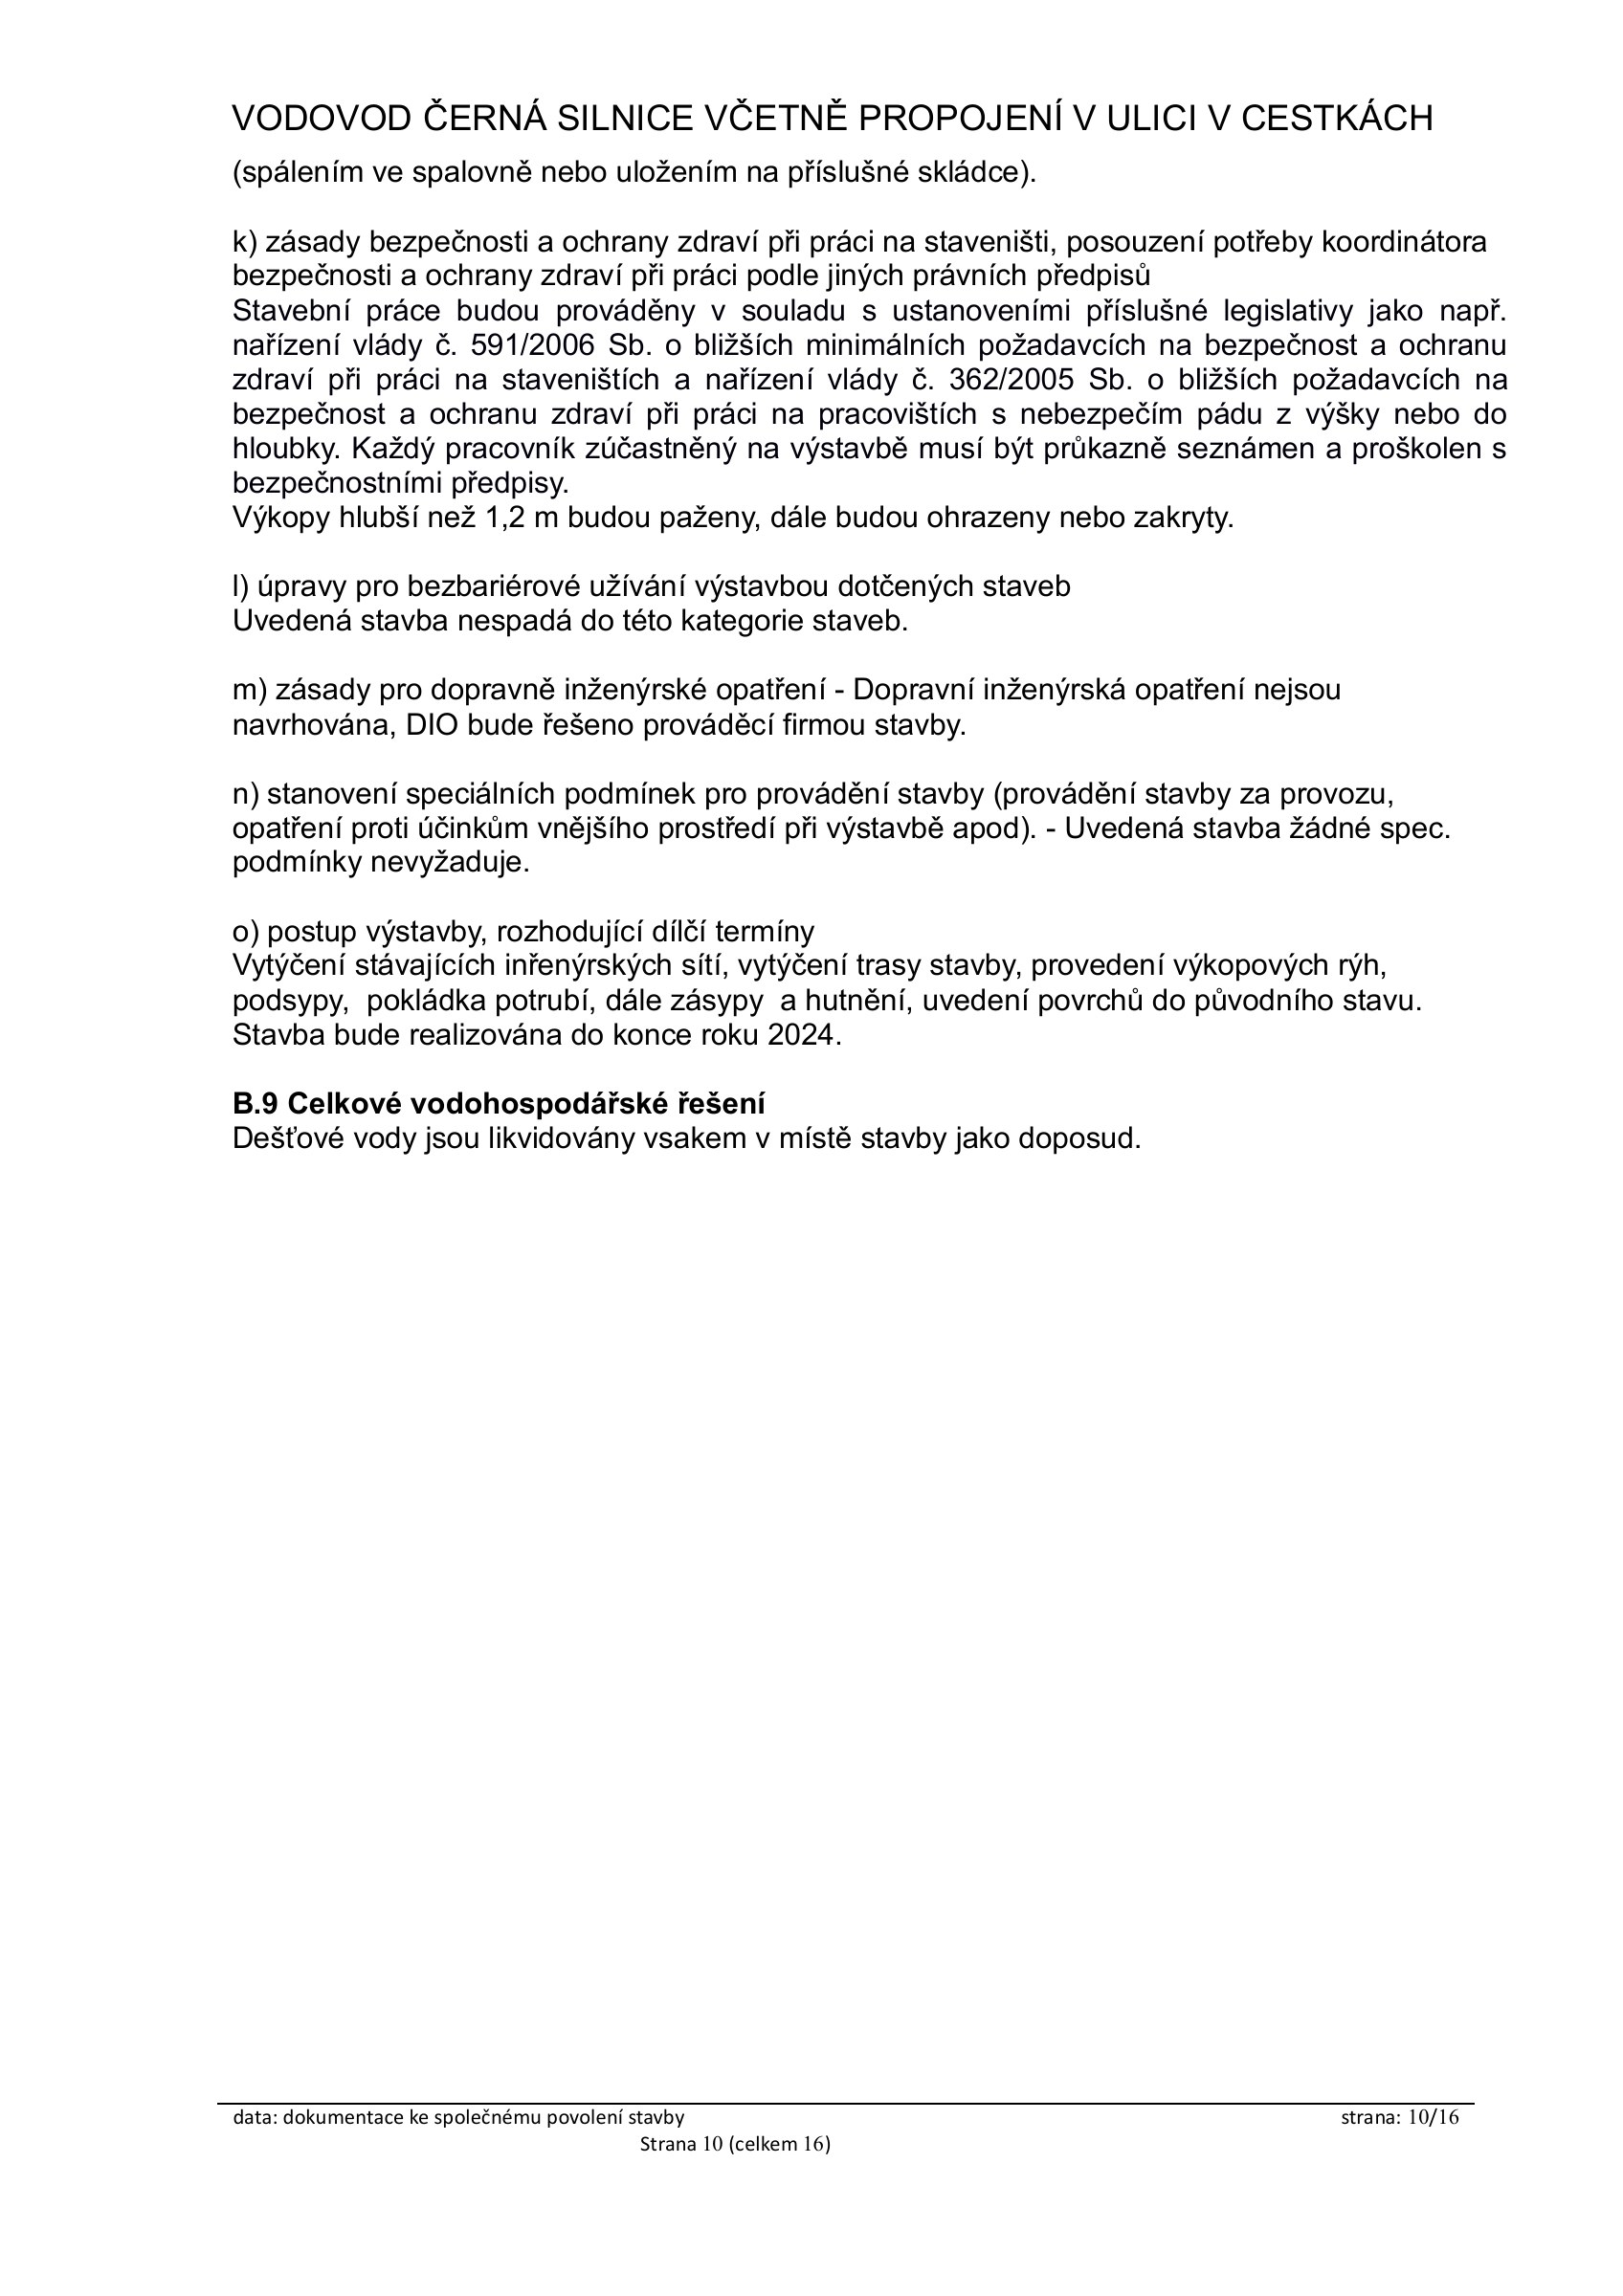 VODOVOD ČERNÁ SILNICE VČETNĚ PROPOJENÍ V ULICI V CESTKÁCH
(spálením ve spalovně nebo uložením na příslušné skládce).
k) zásady bezpečnosti a ochrany zdraví při práci na staveništi, posouzení potřeby koordinátora
bezpečnosti a ochrany zdraví při práci podle jiných právních předpisů
Stavební práce budou prováděny v souladu s ustanoveními příslušné legislativy jako např.
nařízení vlády č. 591/2006 Sb. o bližších minimálních požadavcích na bezpečnost a ochranu
zdraví při práci na staveništích a nařízení vlády č. 362/2005 Sb. o bližších požadavcích na
bezpečnost a ochranu zdraví při práci na pracovištích s nebezpečím pádu z výšky nebo do
hloubky. Každý pracovník zúčastněný na výstavbě musí být průkazně seznámen a proškolen s
bezpečnostními předpisy.
Výkopy hlubší než 1,2 m budou paženy, dále budou ohrazeny nebo zakryty.
l) úpravy pro bezbariérové užívání výstavbou dotčených staveb
Uvedená stavba nespadá do této kategorie staveb.
m) zásady pro dopravně inženýrské opatření - Dopravní inženýrská opatření nejsou
navrhována, DIO bude řešeno prováděcí firmou stavby.
n) stanovení speciálních podmínek pro provádění stavby (provádění stavby za provozu,
opatření proti účinkům vnějšího prostředí při výstavbě apod). - Uvedená stavba žádné spec.
podmínky nevyžaduje.
o) postup výstavby, rozhodující dílčí termíny
Vytýčení stávajících inřenýrských sítí, vytýčení trasy stavby, provedení výkopových rýh,
podsypy,  pokládka potrubí, dále zásypy  a hutnění, uvedení povrchů do původního stavu.
Stavba bude realizována do konce roku 2024.
B.9 Celkové vodohospodářské řešení
Dešťové vody jsou likvidovány vsakem v místě stavby jako doposud.
data: dokumentace ke společnému povolení stavby strana: 10/16
Strana 10 (celkem 16)